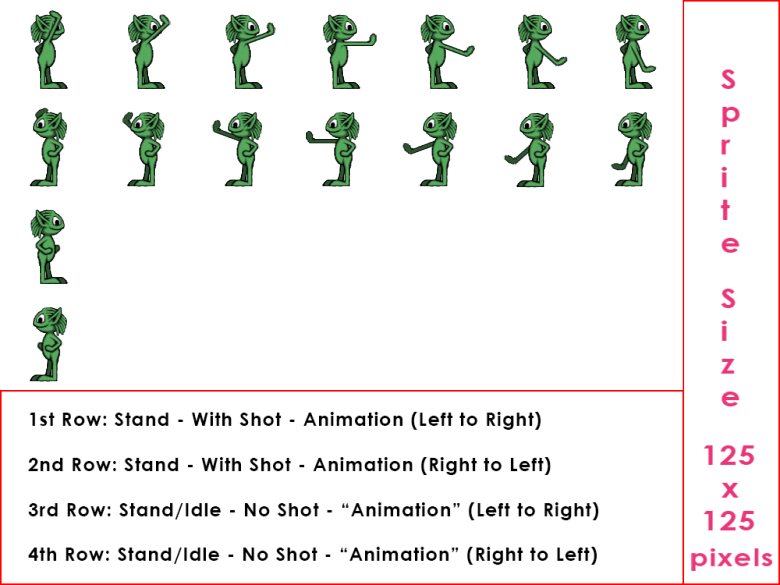 1st Row: Stand - With Shot - Animation (Left to Right)
2nd Row: Stand - With Shot - Animation (Right to Left)
3rd Row: Stand/Idle - No Shot - “Animation” (Left to Right)
4th Row: Stand/Idle - No Shot - “Animation” (Right to Left)
Sprite
Size
125
x
125
pixels